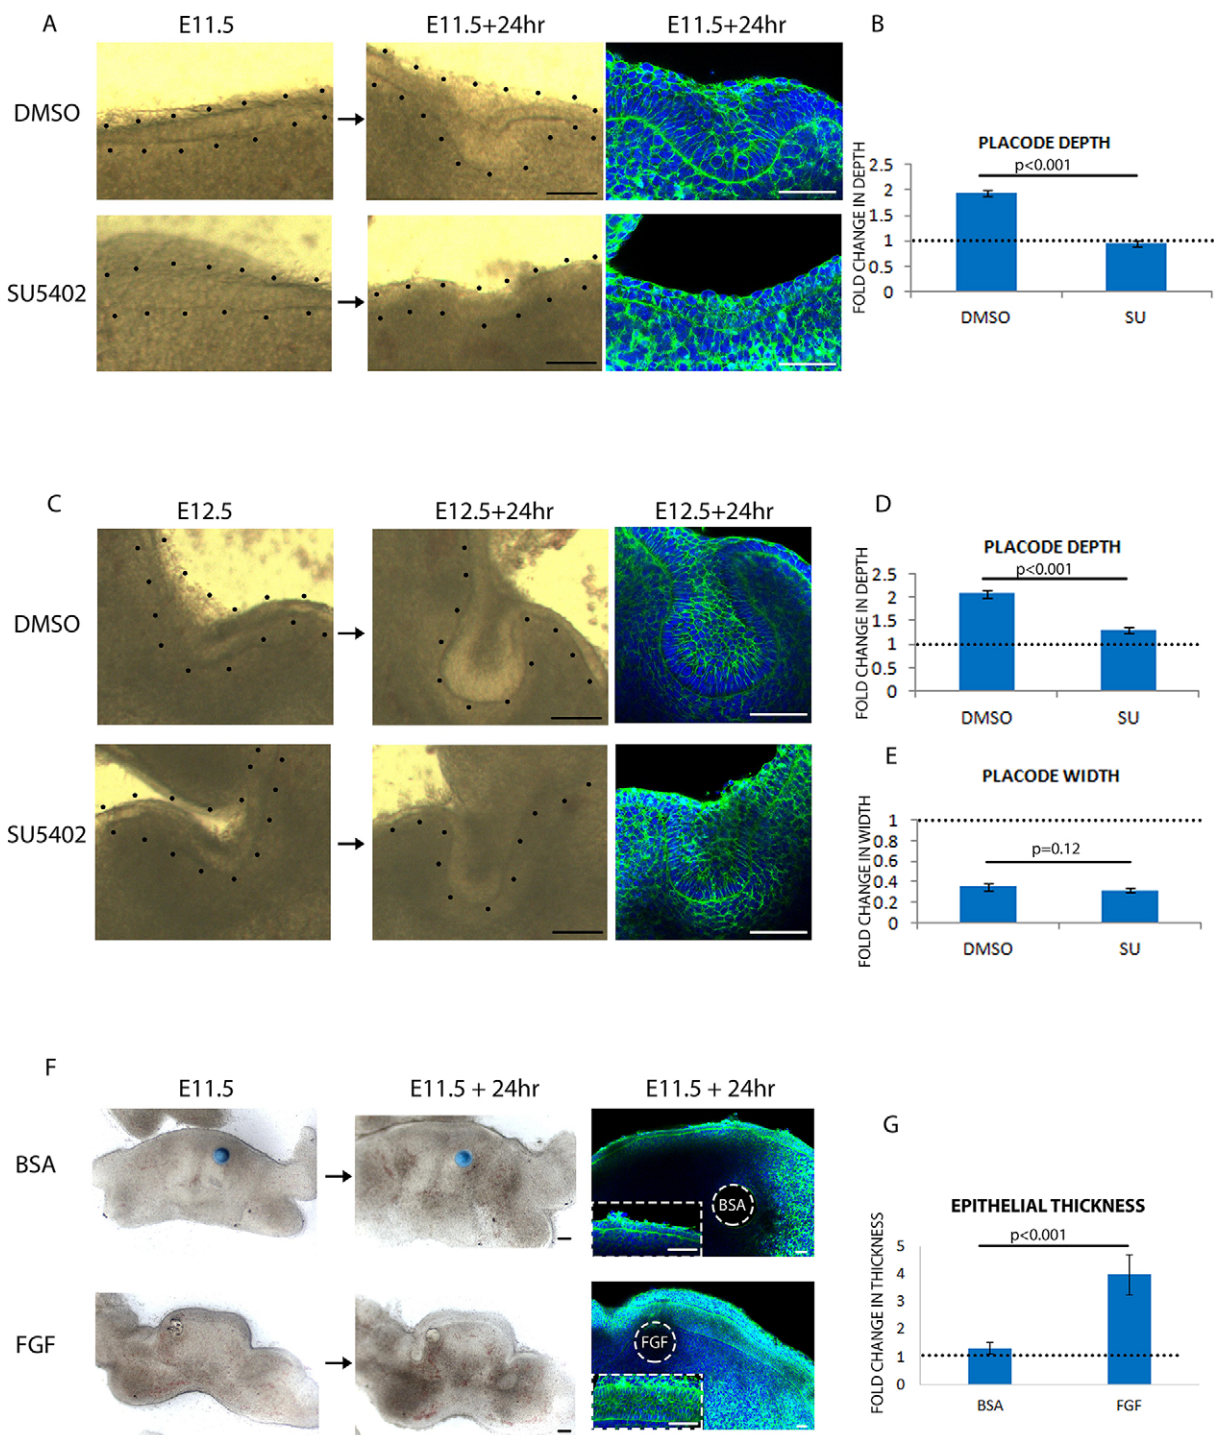 A
E11.5
E11.5+24hr
E11.5+24hr
DMSO
SU5402
B
PLACODE DEPTH
p<0.001
FOLD CHANGE IN DEPTH
2.5
2
1.5
1
0.5
0
DMSO
SU
C
E12.5
E12.5+24hr
E12.5+24hr
DMSO
SU5402
D
PLACODE DEPTH
p<0.001
FOLD CHANGE IN DEPTH
2.5
2
1.5
1
0.5
0
DMSO
SU
E
PLACODE WIDTH
p=0.12
FOLD CHANGE IN WIDTH
1
0.8
0.6
0.4
0.2
0
DMSO
SU
F
E11.5
E11.5 + 24hr
E11.5 + 24hr
BSA
BSA
FGF
FGF
G
EPITHELIAL THICKNESS
p<0.001
FOLD CHANGE IN THICKNESS
5
4
3
2
1
0
BSA
FGF